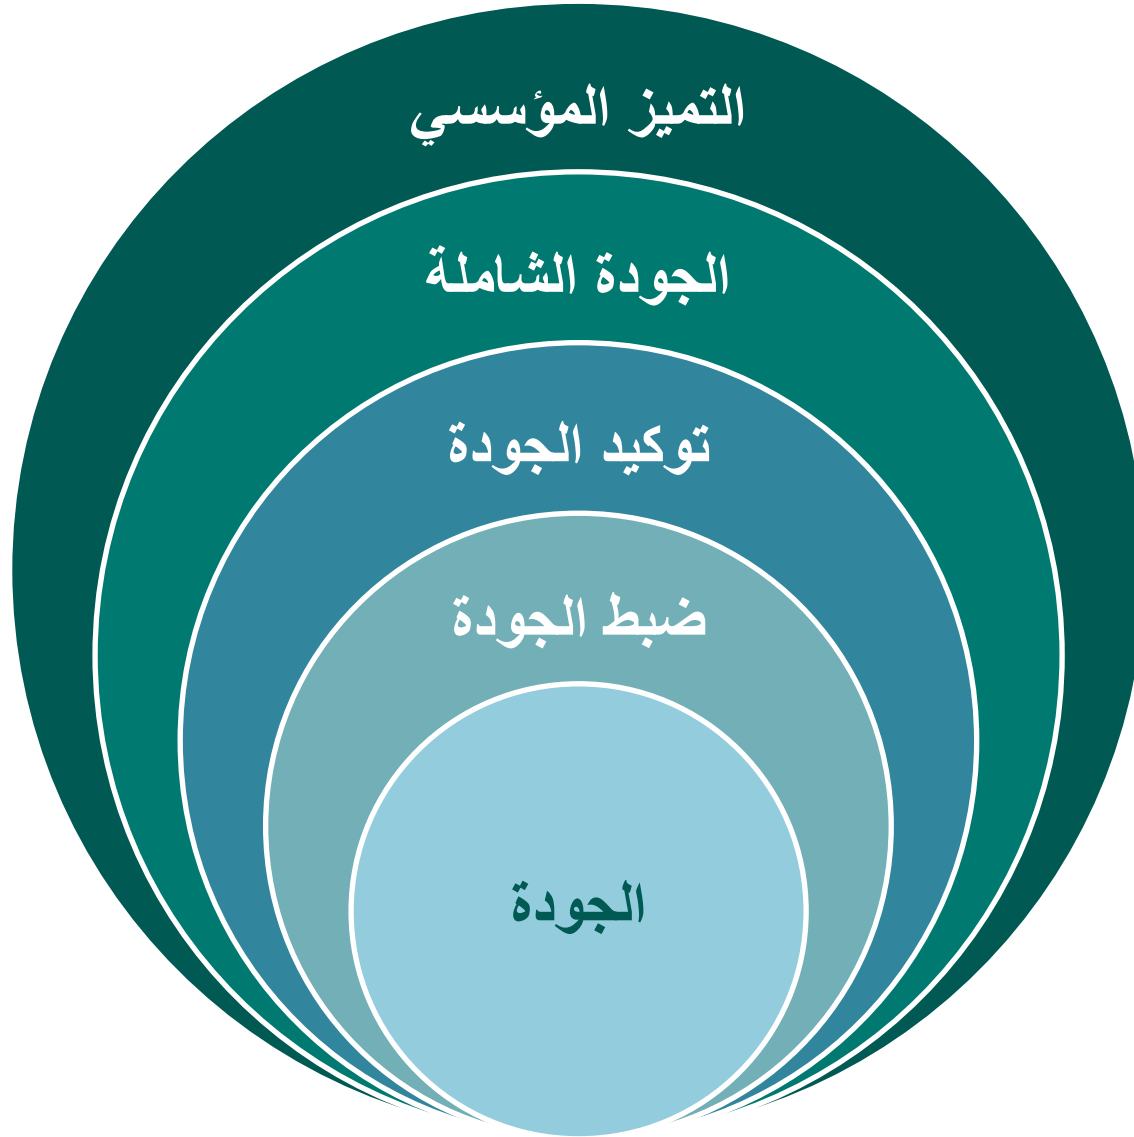 التميز المؤسسي
الجودة الشاملة
توكيد الجودة
ضبط الجودة
الجودة